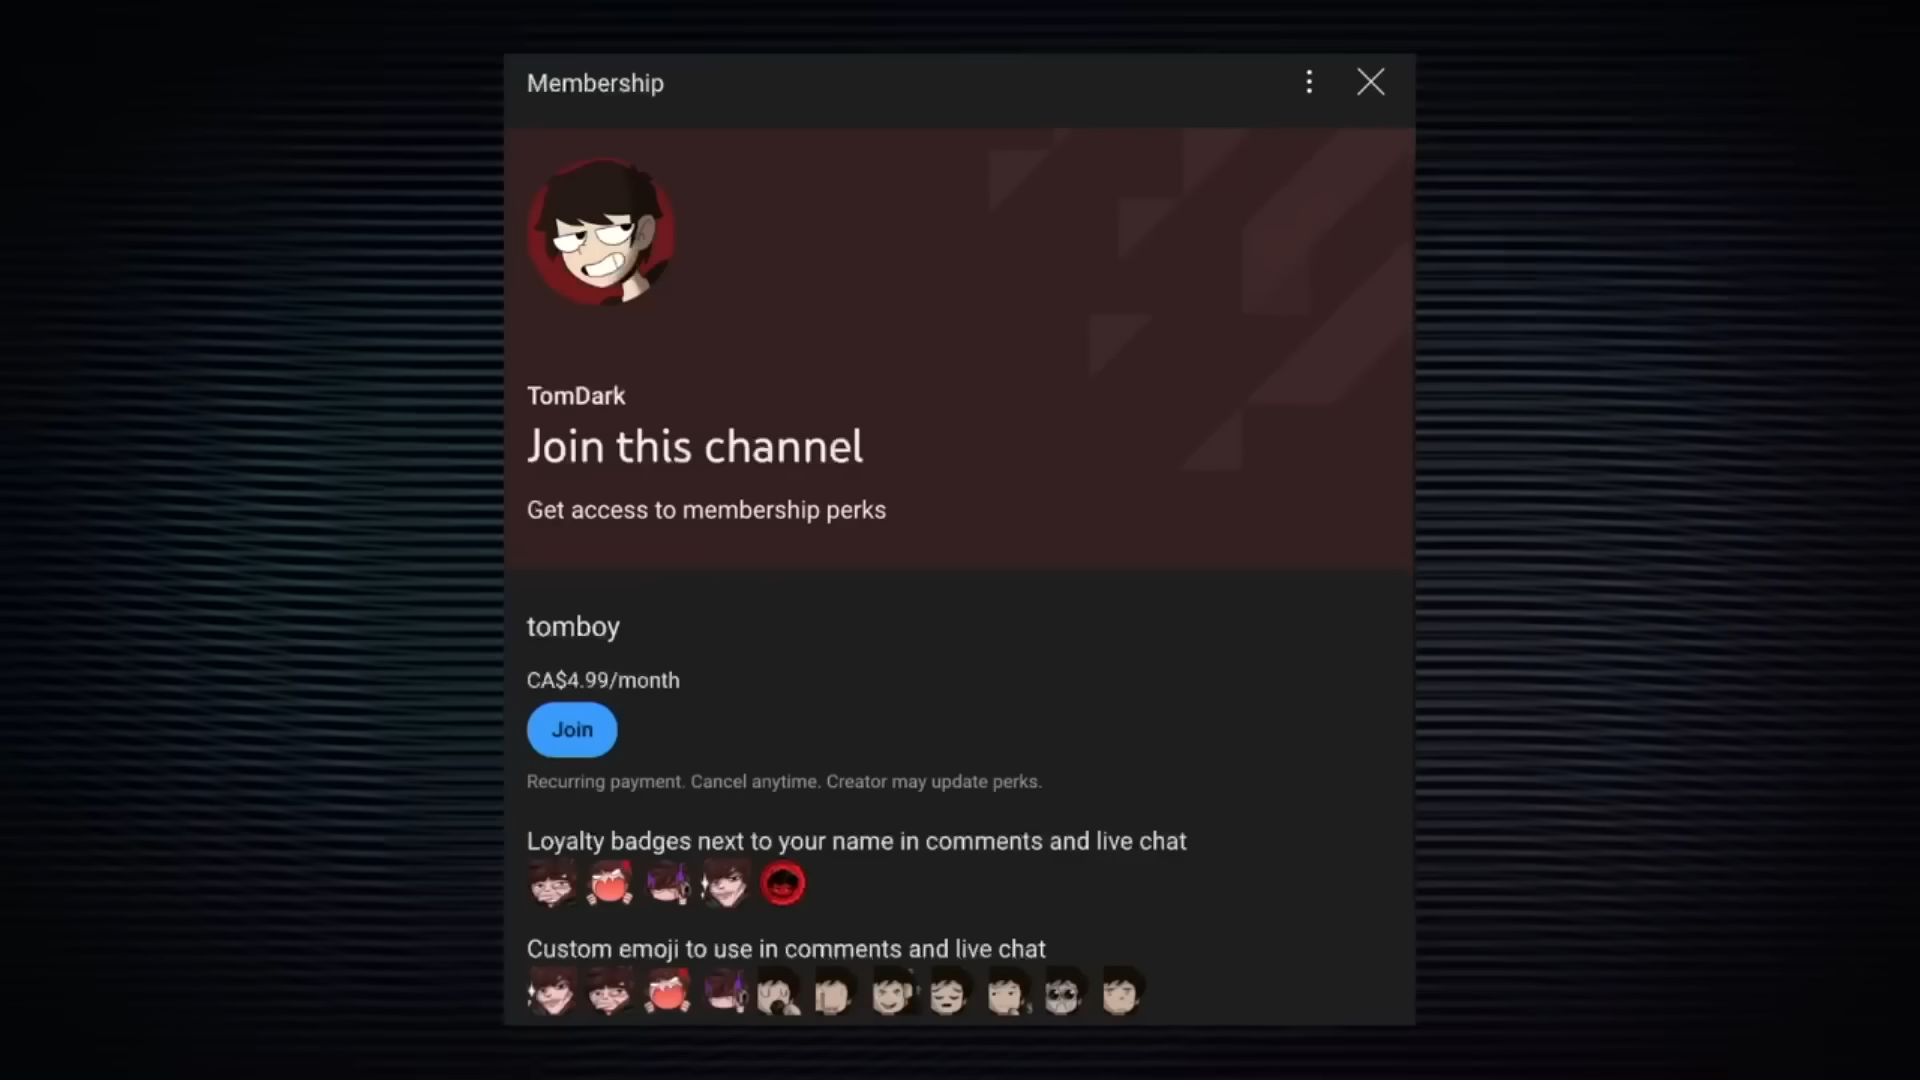 Membership
TomDark
Join this channel
Get access to membership perks
tomboy
CA$4.99/month
Join
Recurring payment. Cancel anytime. Creator may update perks.
Loyalty badges next to your name in comments and live chat
Custom emoji to use in comments and live chat